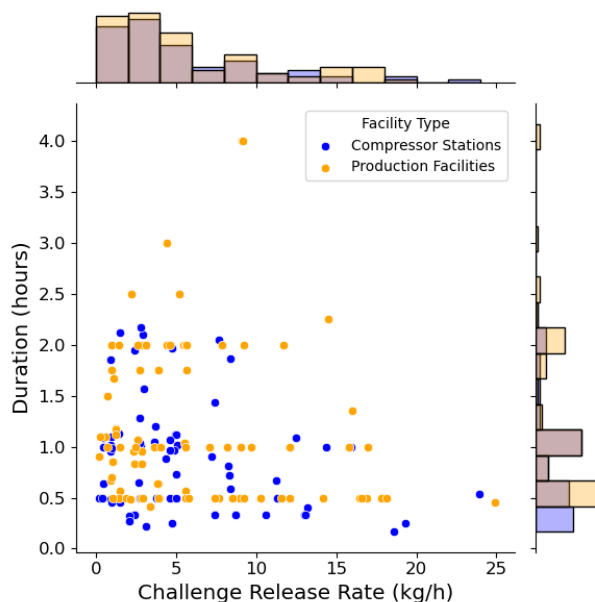 Facility Type
Compressor Stations
Production Facilities
Duration (hours)
4.0
3.5
3.0
2.5
2.0
1.5
1.0
0.5
0.0
0 5 10 15 20 25
Challenge Release Rate (kg/h)